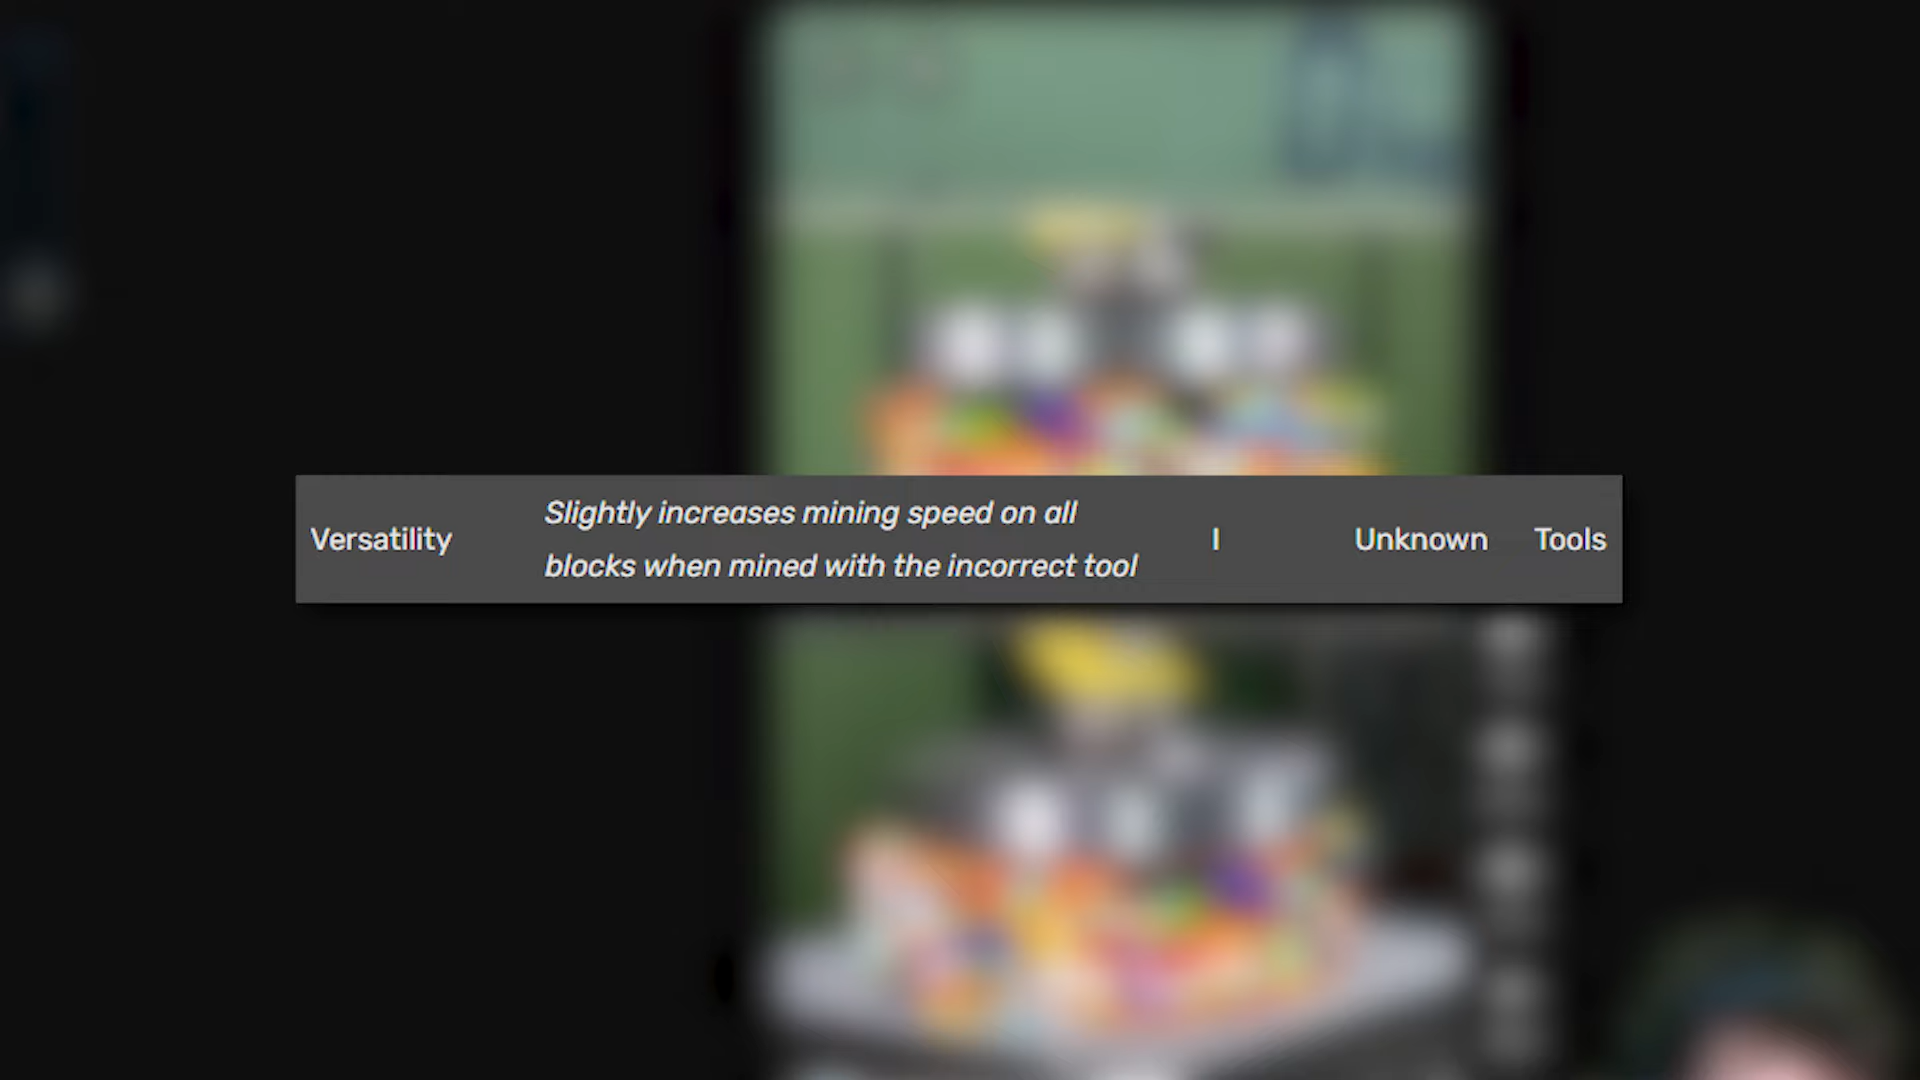 Versatility
Slightly increases mining speed on all
blocks when mined with the incorrect tool
I
Unknown
Tools